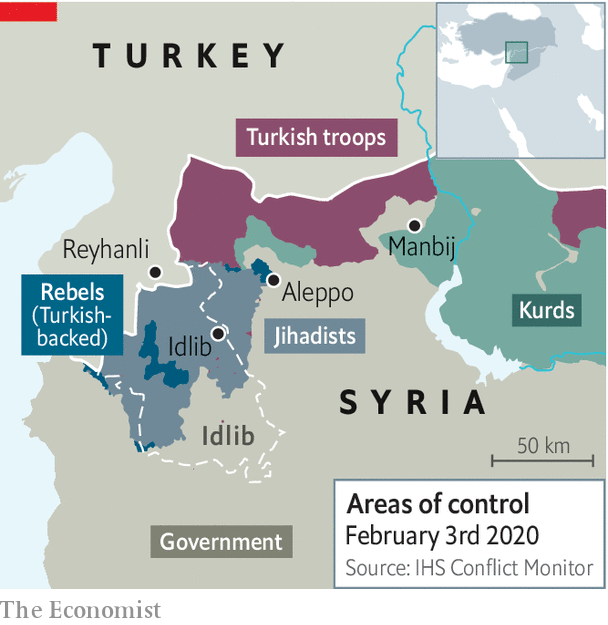 TURKEY
Turkish troops
Reyhanli
Manbij
Aleppo
Rebels
(Turkish-
backed)
Kurds
Idlib
Jihadists
SYRIA
Idlib
50 km
Government
Areas of control
February 3rd 2020
Source: IHS Conflict Monitor
The Economist